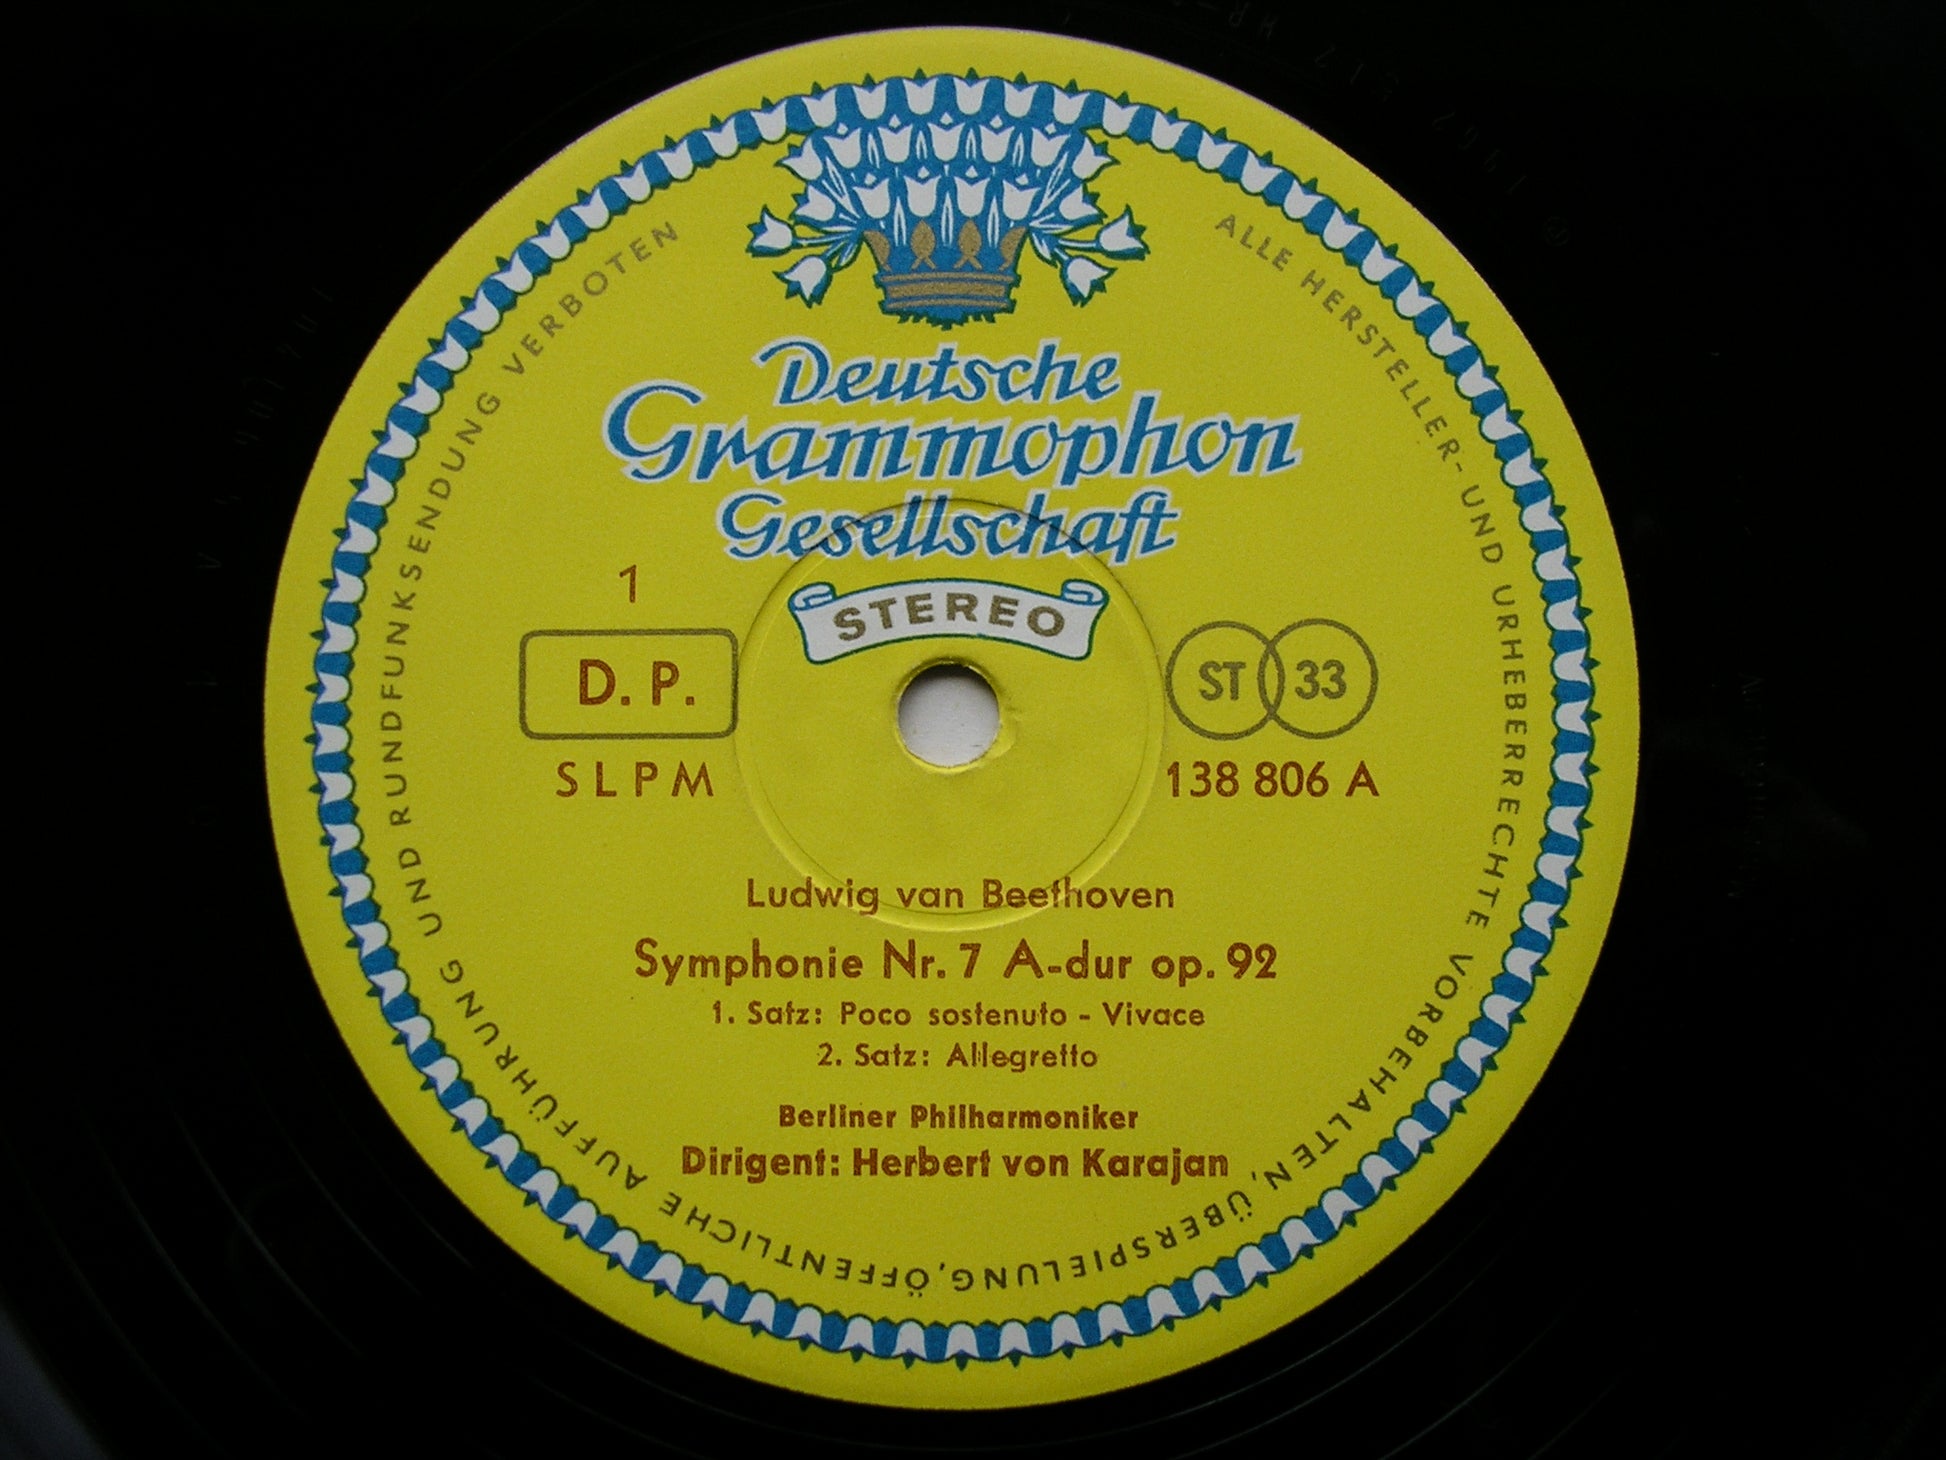 Deutsche
Grammophon
Gesellschaft
STEREO
1
D. P.
ST 33
SLPM
138 806 A
Ludwig van Beethoven
Symphonie Nr. 7 A-dur op. 92
1. Satz: Poco sostenuto - Vivace
2. Satz: Allegretto
Berliner Philharmoniker
Dirigent: Herbert von Karajan
ALLE HERSTELLER- UND URHEBERRECHTE VORBEHALTEN, ÜBERSPIELUNG, ÖFFENTLICHE AUFFÜHRUNG UND RUNDFUNKSENDUNG VERBOTEN
℗ 1962